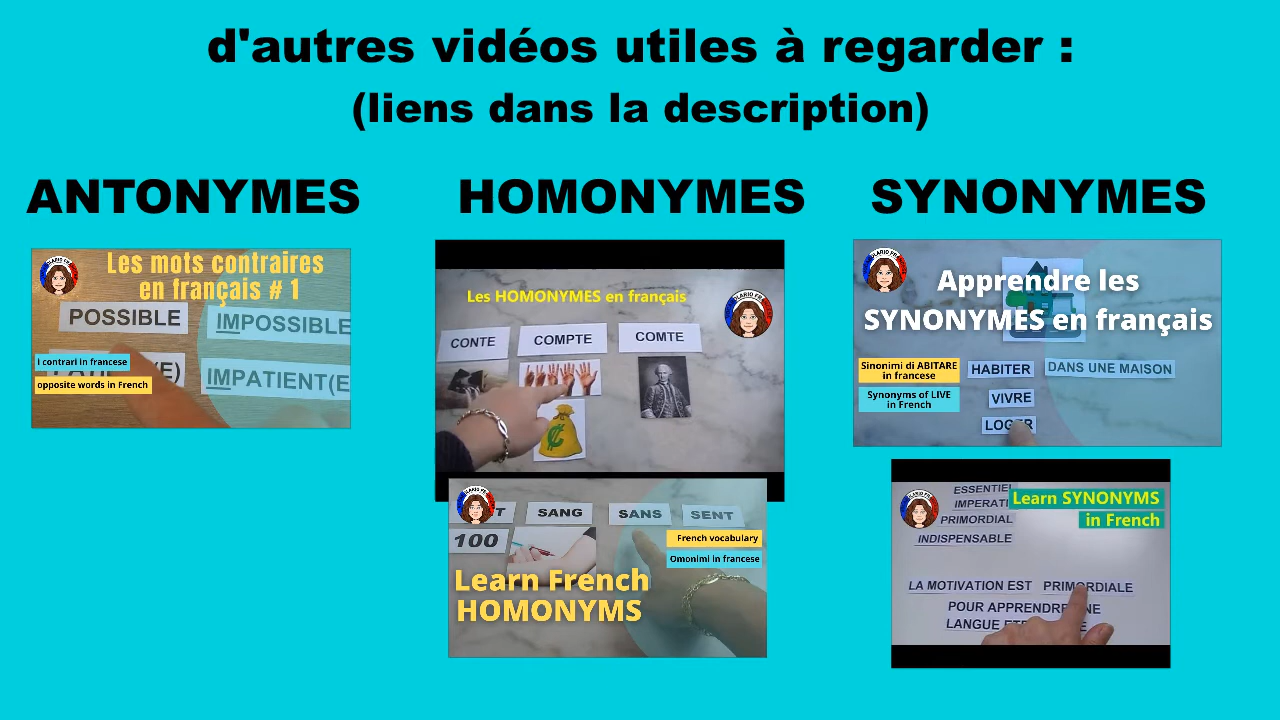 d'autres vidéos utiles à regarder :
(liens dans la description)
ANTONYMES
Les mots contraires
en français # 1
POSSIBLE
IMPOSSIBLE
I contrari in francese
(E)
IMPATIENT(E
opposite words in French
HOMONYMES
Les HOMONYMES en français
CONTE
COMPTE
COMTE
SANG
SANS
SENT
100
French vocabulary
Omonimi in francese
Learn French
HOMONYMS
SYNONYMES
Apprendre les
SYNONYMES en français
Sinonimi di ABITARE
in francese
HABITER
DANS UNE MAISON
Synonyms of LIVE
in French
VIVRE
LOGER
ESSENTIEL
Learn SYNONYMS
in French
PRIMORDIAL
INDISPENSABLE
LA MOTIVATION EST PRIMORDIALE
POUR APPRENDRE
LANGUE